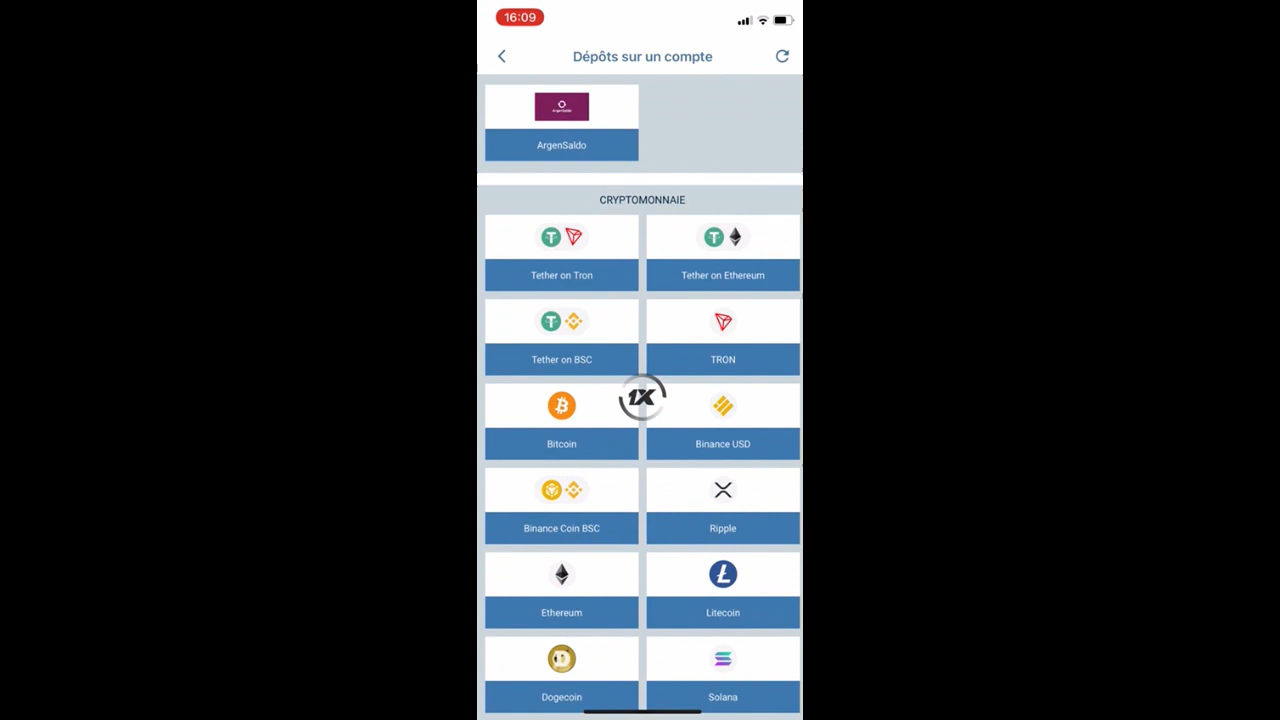 16:09
Dépôts sur un compte
ArgenSaldo
ArgenSaldo
CRYPTOMONNAIE
Tether on Tron
Tether on Ethereum
Tether on BSC
TRON
1X
Bitcoin
Binance USD
Binance Coin BSC
Ripple
Ethereum
Litecoin
Dogecoin
Solana